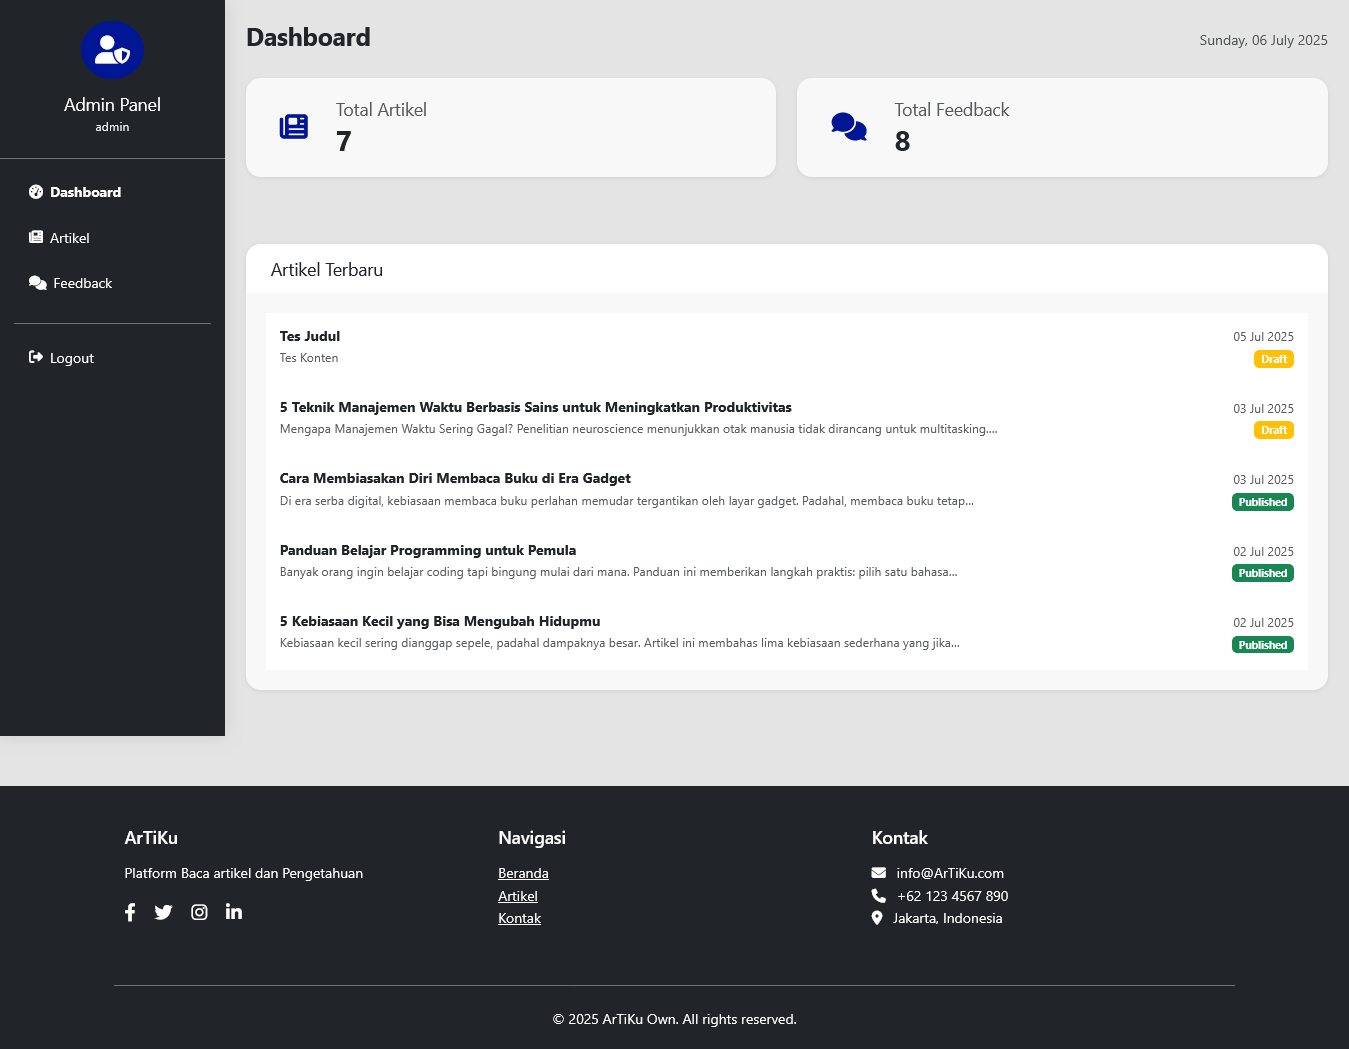 Admin Panel
admin
Dashboard
Artikel
Feedback
Logout
Dashboard
Sunday, 06 July 2025
Total Artikel
7
Total Feedback
8
Artikel Terbaru
Tes Judul
05 Jul 2025
Tes Konten
Draft
5 Teknik Manajemen Waktu Berbasis Sains untuk Meningkatkan Produktivitas
03 Jul 2025
Mengapa Manajemen Waktu Sering Gagal? Penelitian neuroscience menunjukkan otak manusia tidak dirancang untuk multitasking....
Draft
Cara Membiasakan Diri Membaca Buku di Era Gadget
03 Jul 2025
Di era serba digital, kebiasaan membaca buku perlahan memudar tergantikan oleh layar gadget. Padahal, membaca buku tetap...
Published
Panduan Belajar Programming untuk Pemula
02 Jul 2025
Banyak orang ingin belajar coding tapi bingung mulai dari mana. Panduan ini memberikan langkah praktis: pilih satu bahasa...
Published
5 Kebiasaan Kecil yang Bisa Mengubah Hidupmu
02 Jul 2025
Kebiasaan kecil sering dianggap sepele, padahal dampaknya besar. Artikel ini membahas lima kebiasaan sederhana yang jika...
Published
ArTiKu
Platform Baca artikel dan Pengetahuan
Navigasi
Beranda
Artikel
Kontak
Kontak
info@ArTiKu.com
+62 123 4567 890
Jakarta, Indonesia
© 2025 ArTiKu Own. All rights reserved.